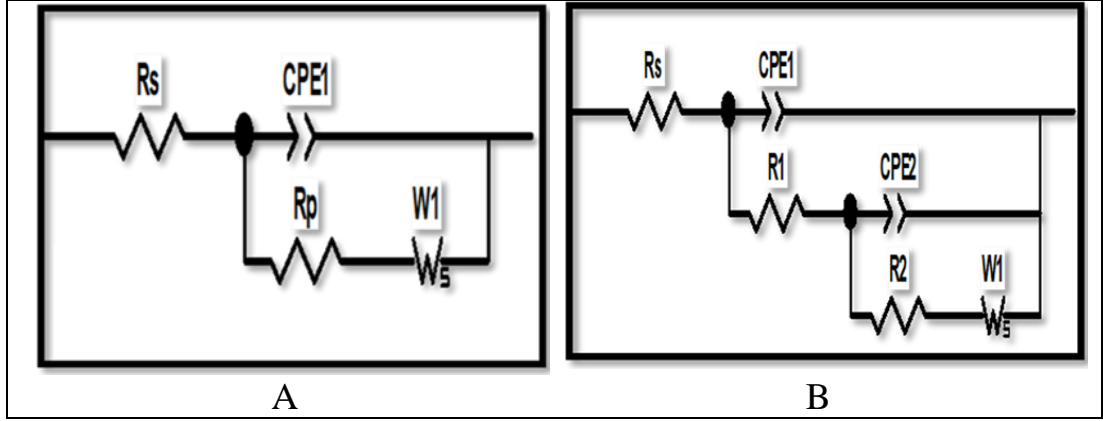 Rs CPE1
Rp W1
Ws
A
Rs CPE1
R1 CPE2
R2 W1
Ws
B